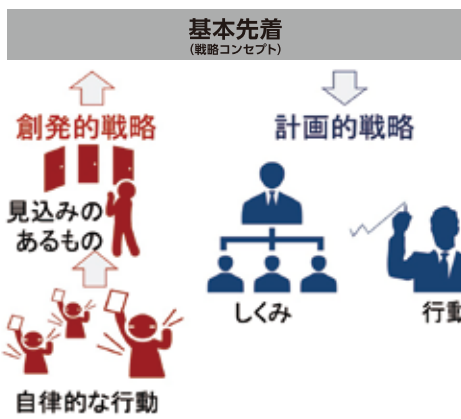 基本先着
(戦略コンセプト)
創発的戦略
計画的戦略
見込みの
あるもの
しくみ
行動
自律的な行動